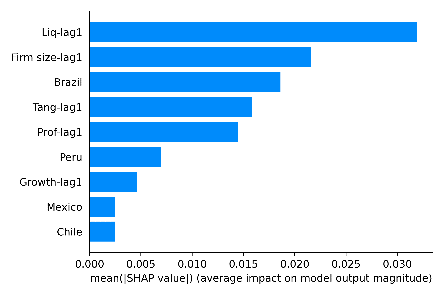 Liq-lag1
Firm size-lag1
Brazil
Tang-lag1
Prof-lag1
Peru
Growth-lag1
Mexico
Chile
0.000 0.005 0.010 0.015 0.020 0.025 0.030
mean(|SHAP value|) (average impact on model output magnitude)